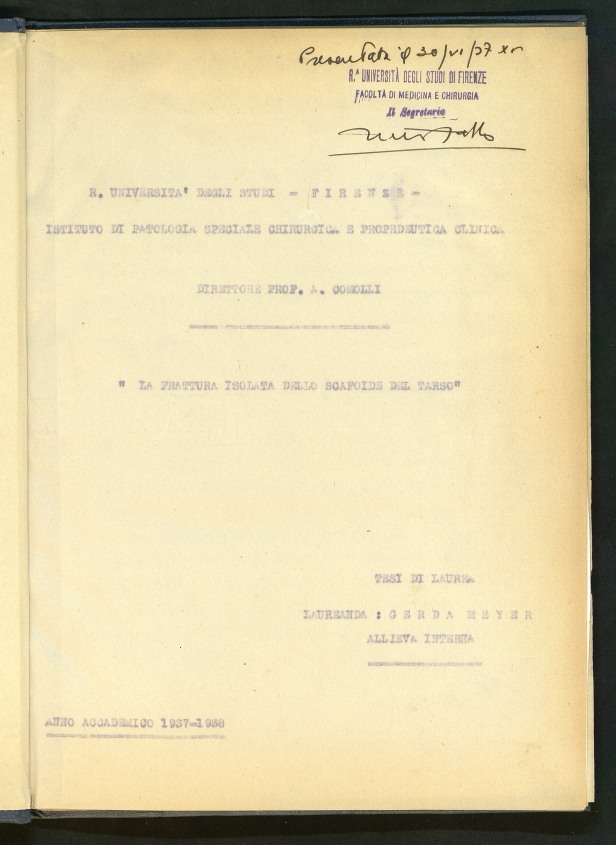 Presentata il 30/VI/37 XV
R.A UNIVERSITÀ DEGLI STUDI DI FIRENZE
FACOLTÀ DI MEDICINA E CHIRURGIA
Il Segretario
R. UNIVERSITA' DEGLI STUDI = F I R E N Z E =
ISTITUTO DI PATOLOGIA SPECIALE CHIRURGICA E PROPEDEUTICA CLINICA
DIRETTORE PROF. A. COMOLLI
" LA FRATTURA ISOLATA DELLO SCAFOIDE DEL TARSO"
TESI DI LAUREA
LAUREANDA : G E R D A M E Y E R
ALLIEVA INTERNA
ANNO ACCADEMICO 1937=1938